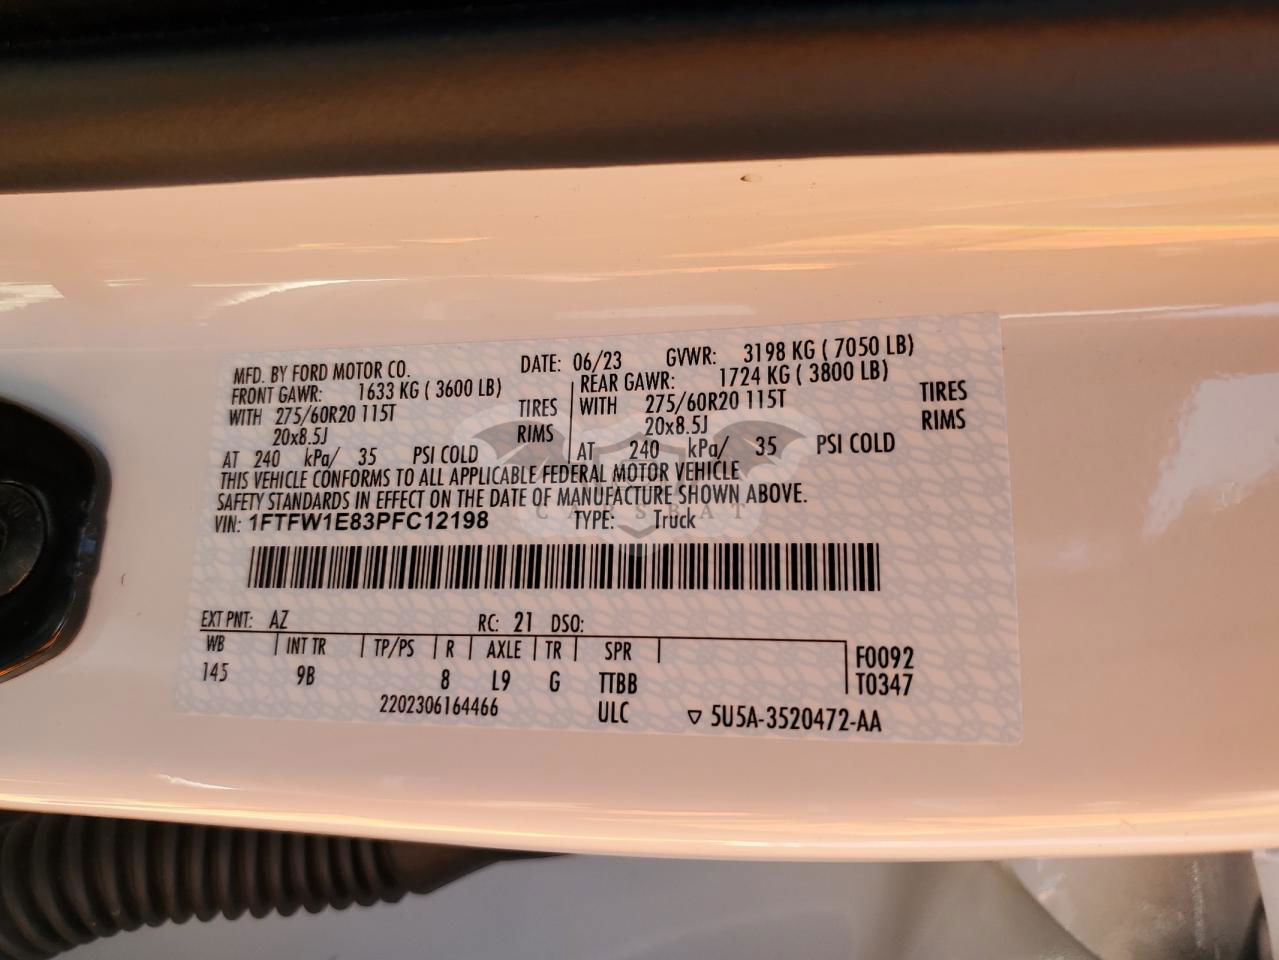 MFD. BY FORD MOTOR CO. DATE: 06/23 GVWR: 3198 KG ( 7050 LB)
FRONT GAWR: 1633 KG ( 3600 LB) REAR GAWR: 1724 KG ( 3800 LB)
WITH 275/60R20 115T TIRES WITH 275/60R20 115T TIRES
20x8.5J RIMS 20x8.5J RIMS
AT 240 kPa/ 35 PSI COLD AT 240 kPa/ 35 PSI COLD
THIS VEHICLE CONFORMS TO ALL APPLICABLE FEDERAL MOTOR VEHICLE
SAFETY STANDARDS IN EFFECT ON THE DATE OF MANUFACTURE SHOWN ABOVE.
CARSBAT
VIN: 1FTFW1E83PFC12198 TYPE: Truck
EXT PNT: AZ RC: 21 DSO:
WB INT TR TP/PS R AXLE TR SPR F0092
145 9B 8 L9 G TTBB T0347
2202306164466 ULC ▽ 5U5A-3520472-AA